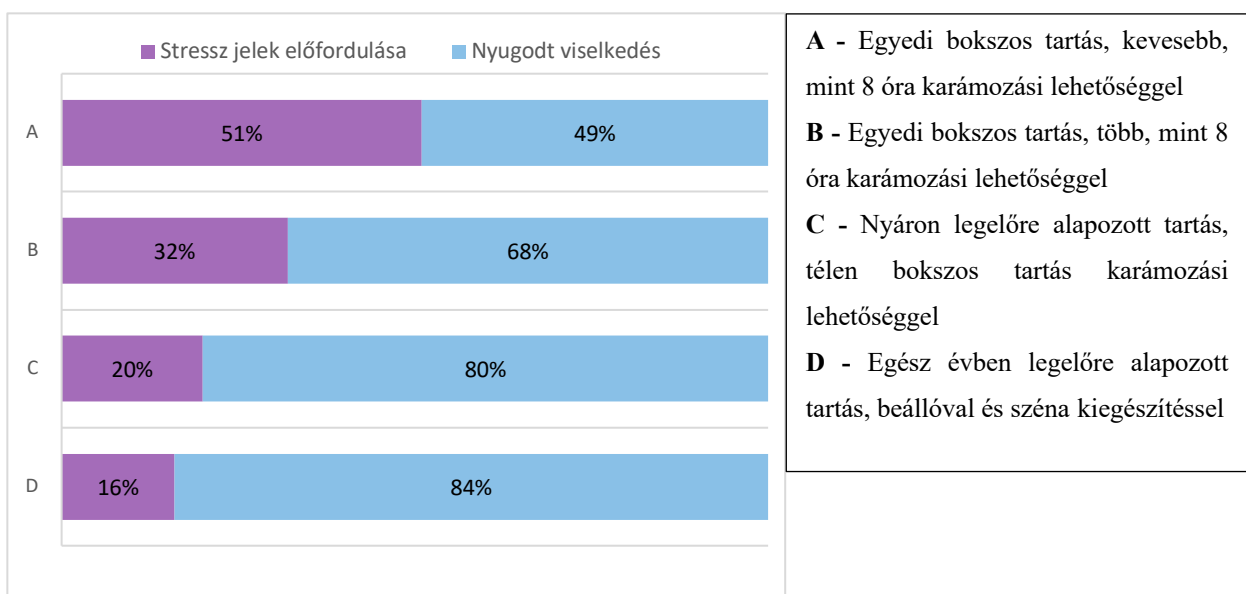 Stressz jelek előfordulása Nyugodt viselkedés
A 51% 49%
B 32% 68%
C 20% 80%
D 16% 84%
A - Egyedi bokszos tartás, kevesebb,
mint 8 óra karámozási lehetőséggel
B - Egyedi bokszos tartás, több, mint 8
óra karámozási lehetőséggel
C - Nyáron legelőre alapozott tartás,
télen bokszos tartás karámozási
lehetőséggel
D - Egész évben legelőre alapozott
tartás, beállóval és széna kiegészítéssel